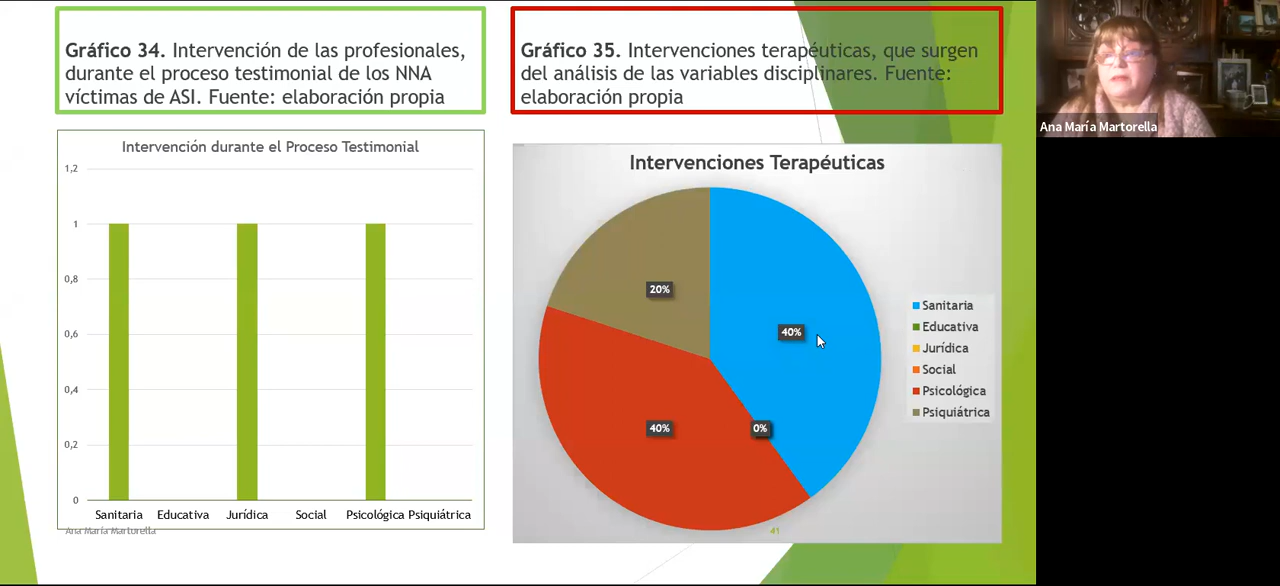 Gráfico 34. Intervención de las profesionales,
durante el proceso testimonial de los NNA
víctimas de ASI. Fuente: elaboración propia
Gráfico 35. Intervenciones terapéuticas, que surgen
del análisis de las variables disciplinares. Fuente:
elaboración propia
Ana María Martorella
Intervención durante el Proceso Testimonial
1,2
1
0,8
0,6
0,4
0,2
0
Sanitaria Educativa Jurídica Social Psicológica Psiquiátrica
Ana María Martorella
Intervenciones Terapéuticas
20%
40%
40%
0%
Sanitaria
Educativa
Jurídica
Social
Psicológica
Psiquiátrica
41